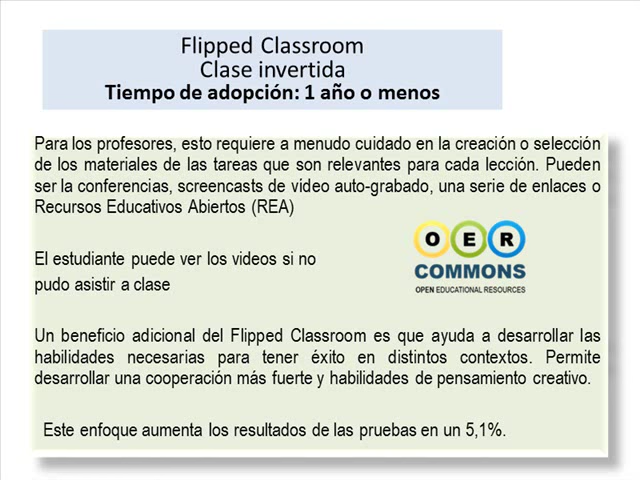 Flipped Classroom
Clase invertida
Tiempo de adopción: 1 año o menos
Para los profesores, esto requiere a menudo cuidado en la creación o selección
de los materiales de las tareas que son relevantes para cada lección. Pueden
ser la conferencias, screencasts de vídeo auto-grabado, una serie de enlaces o
Recursos Educativos Abiertos (REA)
El estudiante puede ver los videos si no
pudo asistir a clase
OER
COMMONS
OPEN EDUCATIONAL RESOURCES
Un beneficio adicional del Flipped Classroom es que ayuda a desarrollar las
habilidades necesarias para tener éxito en distintos contextos. Permite
desarrollar una cooperación más fuerte y habilidades de pensamiento creativo.
Este enfoque aumenta los resultados de las pruebas en un 5,1%.